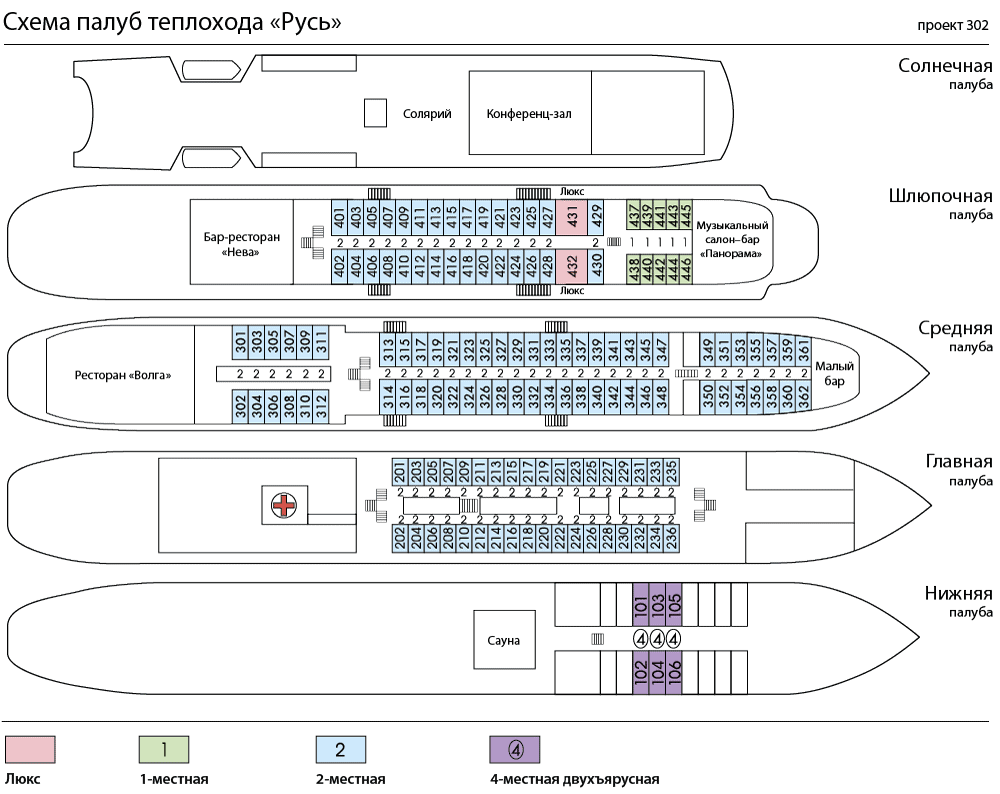 Схема палуб теплохода «Русь»
проект 302
Солнечная
палуба
Солярий
Конференц-зал
Шлюпочная
палуба
Люкс
401 403 405 407 409 411 413 415 417 419 421 423 425 427 431 429 437 439 441 443 445
Бар-ресторан
«Нева»
2 2 2 2 2 2 2 2 2 2 2 2 2 2 2 1 1 1 1 1
Музыкальный
салон–бар
«Панорама»
402 404 406 408 410 414 416 418 420 422 424 426 428 432 430 438 440 442 444 446
Люкс
Средняя
палуба
301 303 305 307 309 311 313 315 317 319 321 323 325 327 329 331 333 335 337 339 341 343 345 347 349 351 353 355 357 359 361
Ресторан «Волга»
2 2 2 2 2 2 2 2 2 2 2 2 2 2 2 2 2 2 2 2 2 2 2 2 2 2 2 2 2 2 2
Малый
бар
302 304 306 308 310 312 314 316 318 320 322 324 326 328 330 332 334 336 338 340 342 344 346 348 350 352 354 356 358 360 362
Главная
палуба
201 203 205 207 209 211 213 215 217 219 221 223 225 227 229 231 233 235
2 2 2 2 2 2 2 2 2 2 2 2 2 2 2 2 2 2
2 2 2 2 2 2 2 2 2 2 2 2 2 2 2 2 2 2
202 204 206 208 210 212 214 216 218 220 222 224 226 228 230 232 234 236
Нижняя
палуба
101 103 105
Сауна
4 4 4
102 104 106
1
2
4
Люкс
1-местная
2-местная
4-местная двухъярусная